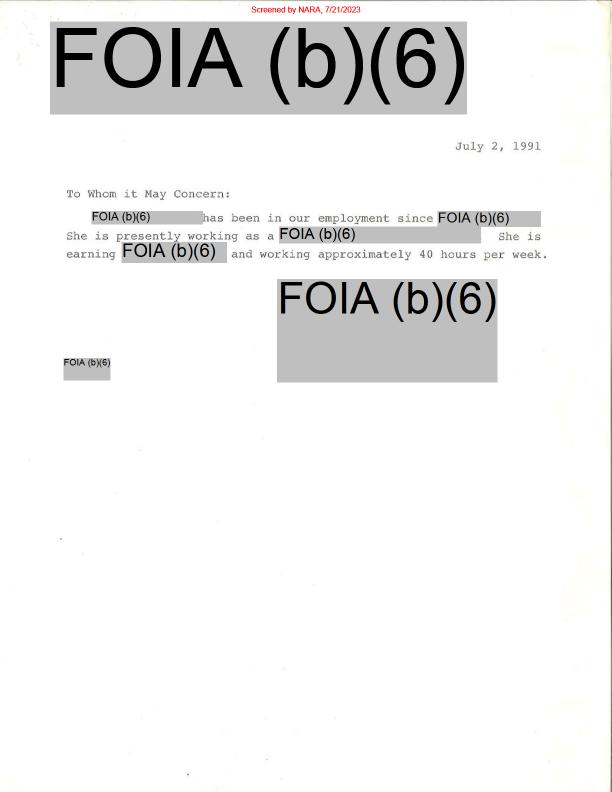 Screened by NARA, 7/21/2023
FOIA (b)(6)
July 2, 1991
To Whom it May Concern:
FOIA (b)(6) has been in our employment since FOIA (b)(6)
She is presently working as a FOIA (b)(6) She is
earning FOIA (b)(6) and working approximately 40 hours per week.
FOIA (b)(6)
FOIA (b)(6)